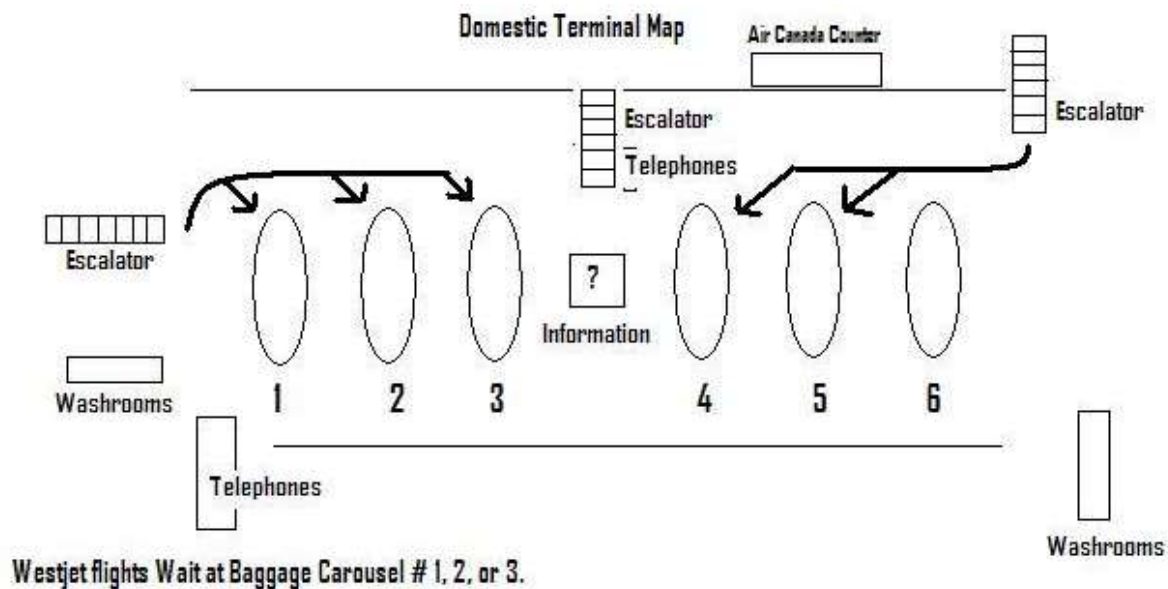 Domestic Terminal Map
Air Canada Counter
Escalator
Escalator
Telephones
Escalator
?
Information
Washrooms
1 2 3 4 5 6
Telephones
Washrooms
Westjet flights Wait at Baggage Carousel # 1, 2, or 3.